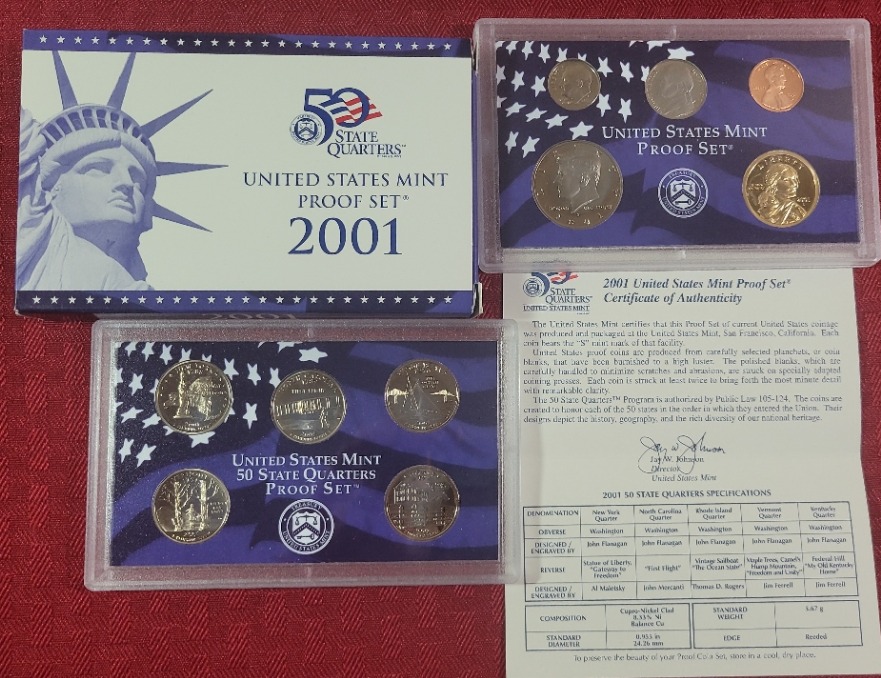 50
STATE
QUARTERS™
UNITED STATES MINT
PROOF SET®
2001
2001
UNITED STATES MINT
PROOF SET®
LIBERTY
UNITED STATES MINT
50 STATE QUARTERS
PROOF SET™
50
STATE
QUARTERS
UNITED STATES MINT
2001 United States Mint Proof Set®
Certificate of Authenticity
The United States Mint certifies that this Proof Set of current United States coinage
was produced and packaged at the United States Mint, San Francisco, California. Each
coin bears the "S" mint mark of that facility.
United States proof coins are produced from carefully selected planchets, or coin
blanks, that have been burnished to a high luster. The polished blanks, which are
carefully handled to minimize scratches and abrasions, are struck on specially adapted
coining presses. Each coin is struck at least twice to bring forth the most minute detail
with remarkable clarity.
The 50 State Quarters™ Program is authorized by Public Law 105-124. The coins are
created to honor each of the 50 states in the order in which they entered the Union. Their
designs depict the history, geography, and the rich diversity of our national heritage.
Jay W. Johnson
Jay W. Johnson
Director
United States Mint
2001 50 STATE QUARTERS SPECIFICATIONS
DENOMINATION New York Quarter North Carolina Quarter Rhode Island Quarter Vermont Quarter Kentucky Quarter
OBVERSE Washington Washington Washington Washington Washington
DESIGNED / ENGRAVED BY John Flanagan John Flanagan John Flanagan John Flanagan John Flanagan
REVERSE Statue of Liberty, "Gateway to Freedom" "First Flight" Vintage Sailboat "The Ocean State" Maple Trees, Camel's Hump Mountain, "Freedom and Unity" Federal Hill "My Old Kentucky Home"
DESIGNED / ENGRAVED BY Al Maletsky John Mercanti Thomas D. Rogers Jim Ferrell Jim Ferrell
COMPOSITION Cupro-Nickel Clad 8.33% Ni Balance Cu STANDARD WEIGHT 5.67 g
STANDARD DIAMETER 0.955 in 24.26 mm EDGE Reeded
To preserve the beauty of your Proof Coin Set, store in a cool, dry place.